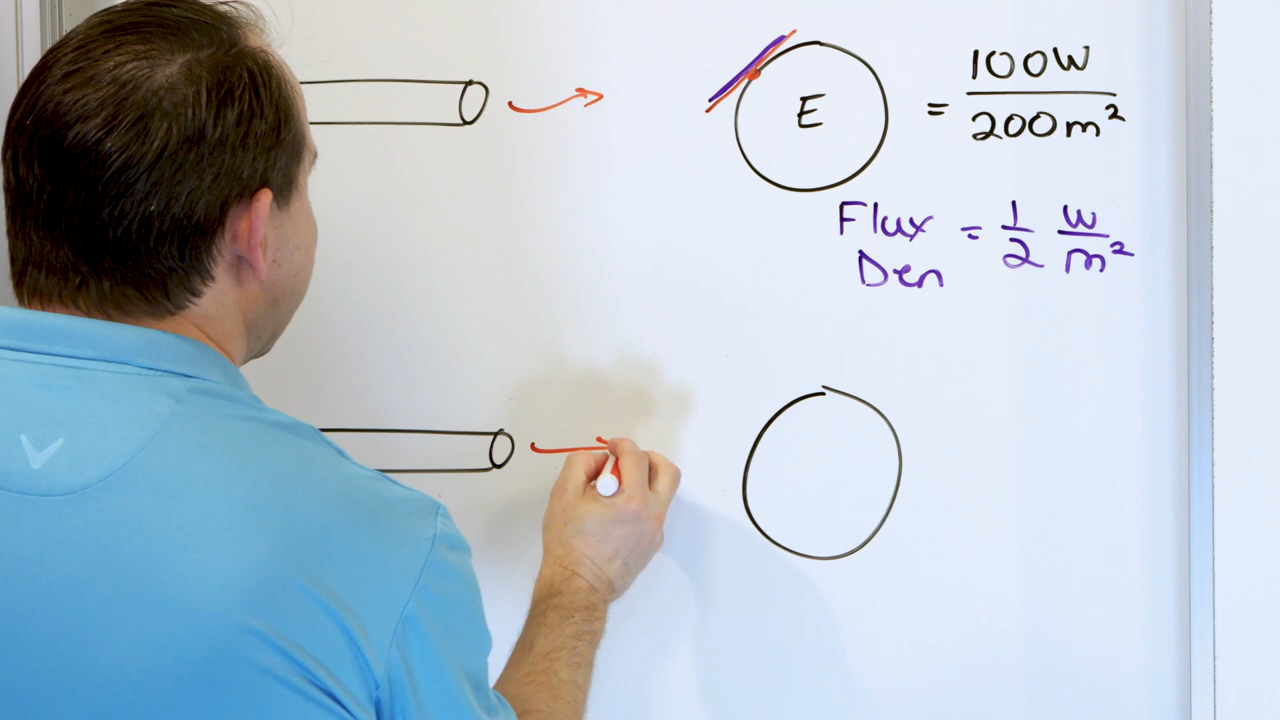 E = 100W / 200m²
Flux Den = 1/2 W/m²